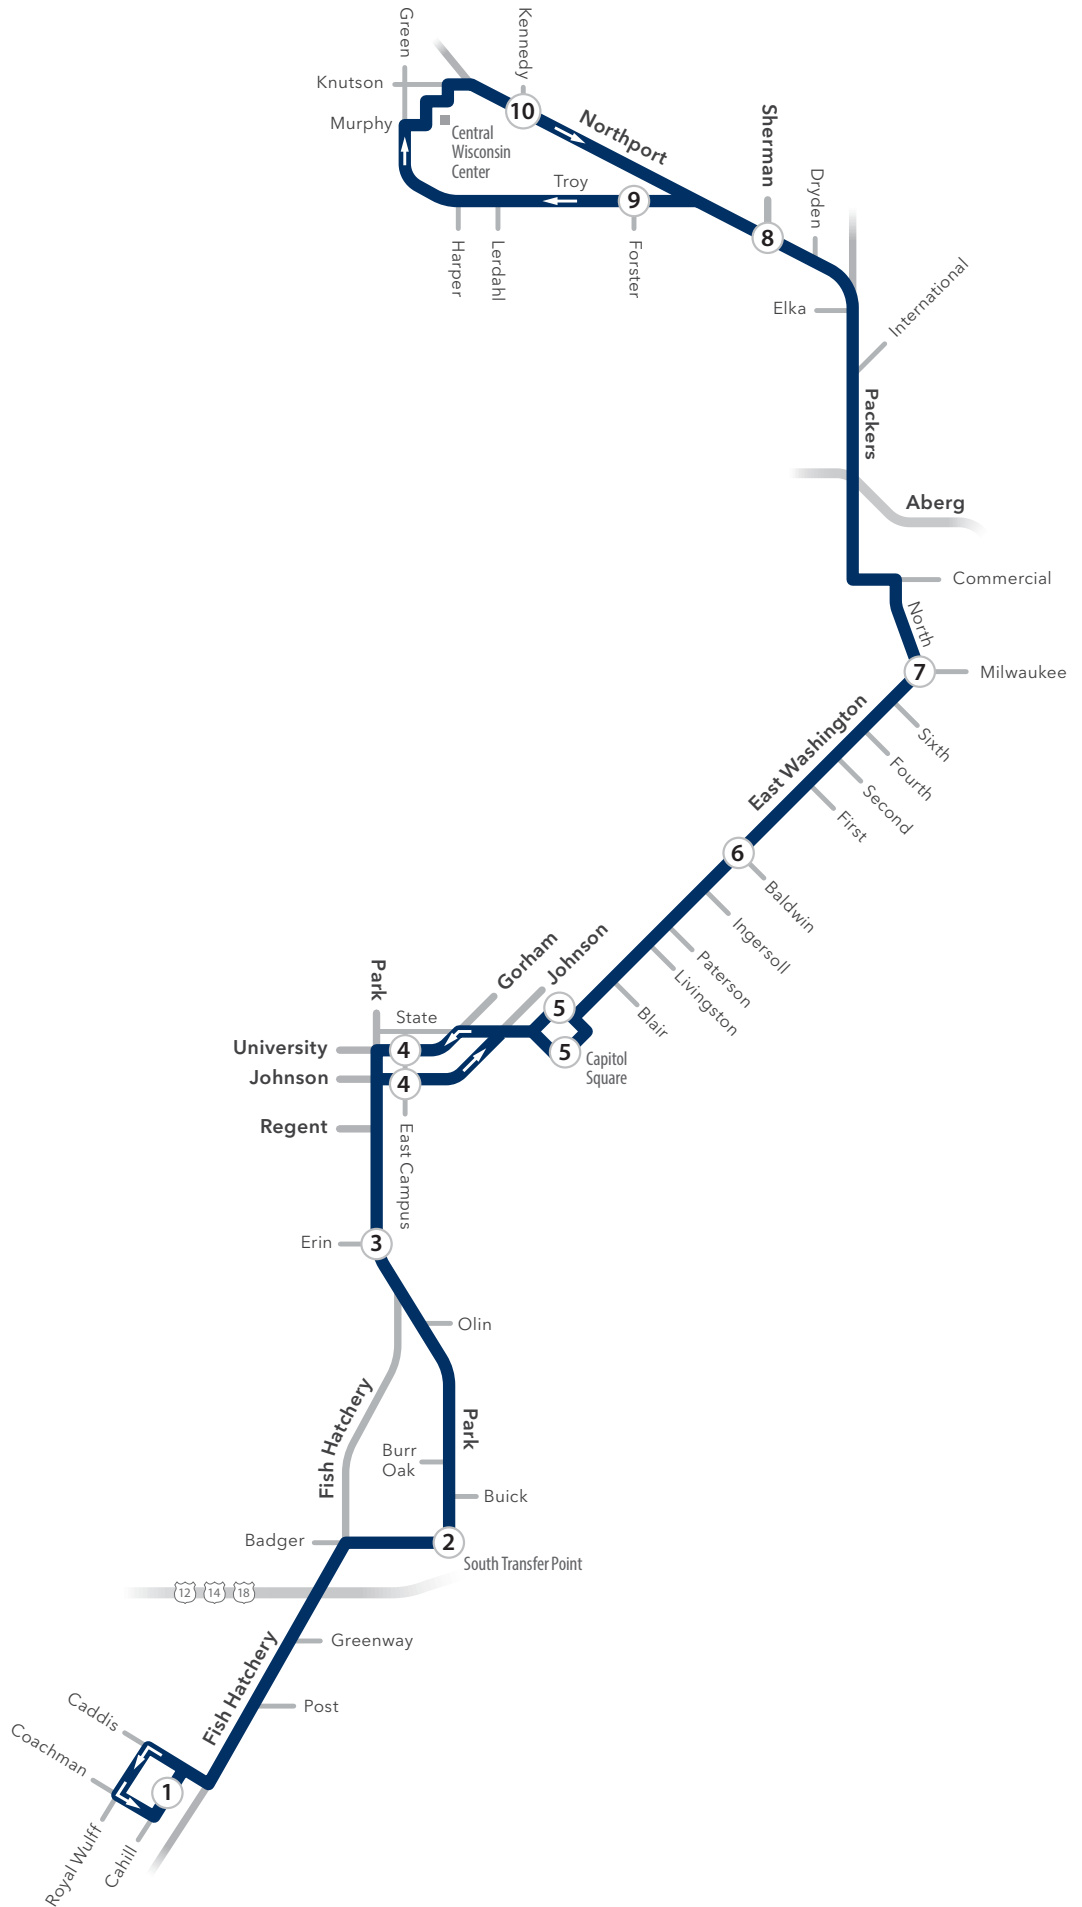 Green
Kennedy
Knutson
10
Northport
Sherman
Murphy
Central
Wisconsin
Center
Troy
Dryden
9
8
Harper
Lerdahl
Forster
International
Elka
Packers
Aberg
Commercial
North
7
Milwaukee
East Washington
Sixth
Fourth
Second
First
6
Baldwin
Ingersoll
Paterson
Livingston
Blair
Gorham
Johnson
Park
5
State
University
4
5
Capitol
Square
Johnson
4
Regent
East Campus
Erin
3
Olin
Fish Hatchery
Park
Burr
Oak
Buick
Badger
2
South Transfer Point
12
14
18
Greenway
Fish Hatchery
Post
Caddis
Coachman
1
Royal Wulff
Cahill